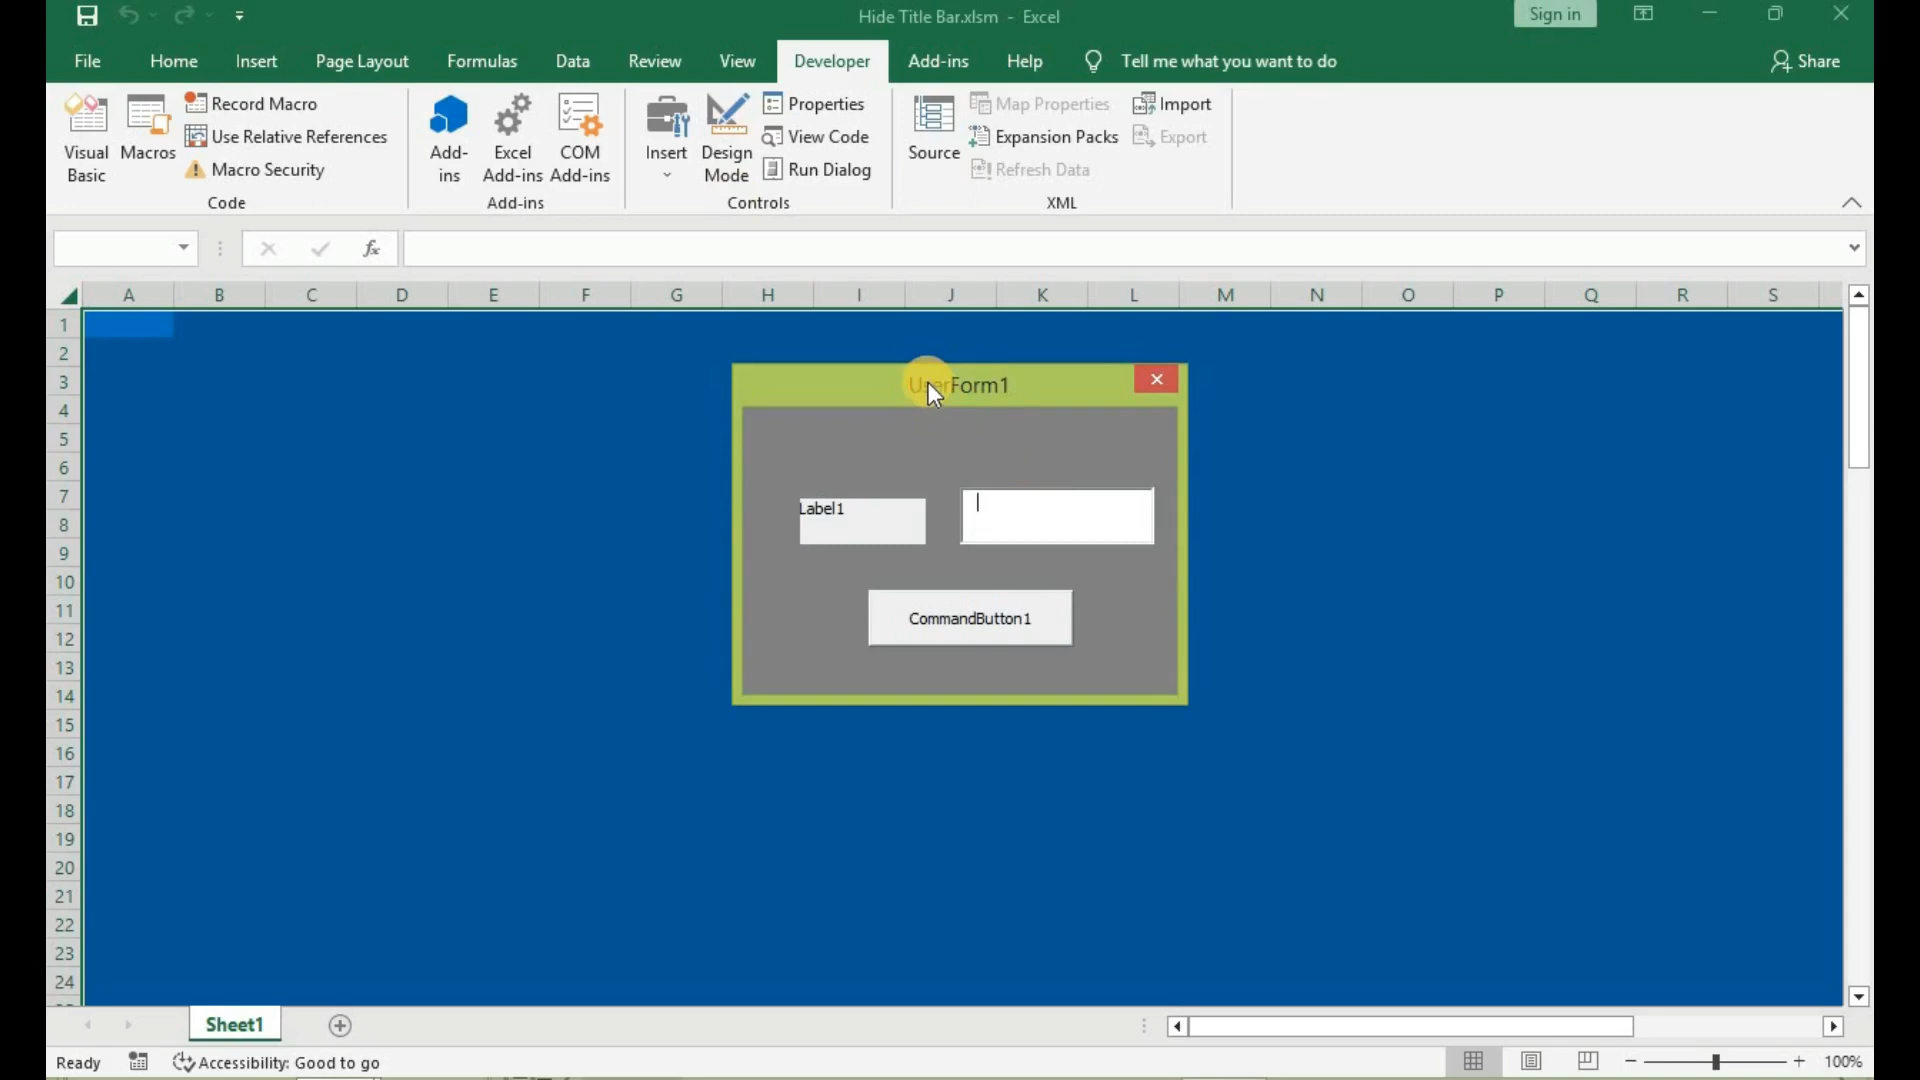 Hide Title Bar.xlsm - Excel
Sign in
File Home Insert Page Layout Formulas Data Review View Developer Add-ins Help Tell me what you want to do Share
Visual Basic
Macros
Record Macro
Use Relative References
Macro Security
Code
Add-ins
Excel Add-ins
COM Add-ins
Add-ins
Insert
Design Mode
Properties
View Code
Run Dialog
Controls
Source
Map Properties
Expansion Packs
Refresh Data
Import
Export
XML
fx
A B C D E F G H I J K L M N O P Q R S
1
2
3
4
5
6
7
8
9
10
11
12
13
14
15
16
17
18
19
20
21
22
23
24
UserForm1
Label1
CommandButton1
Sheet1
Ready
Accessibility: Good to go
100%